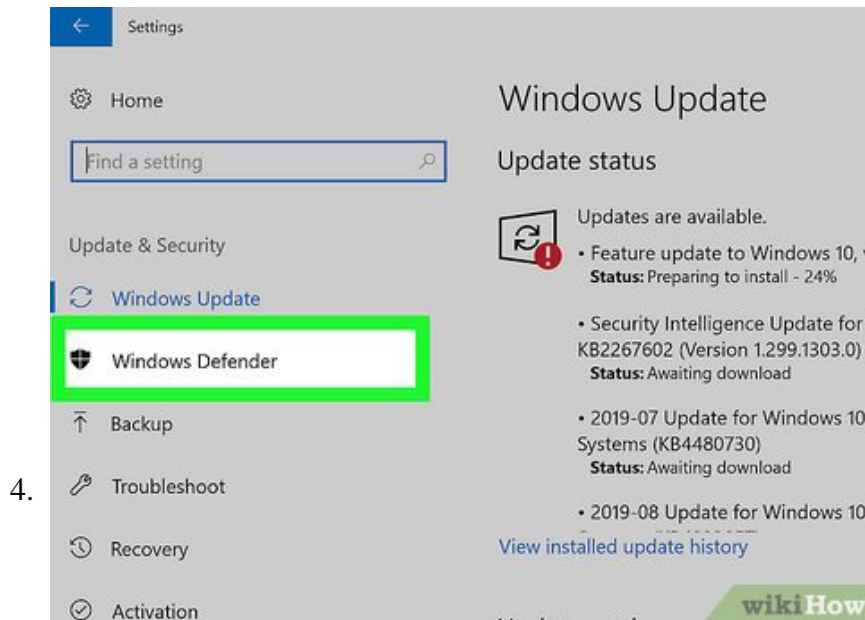 Settings
Home
Find a setting
Update & Security
Windows Update
Windows Defender
Backup
4.
Troubleshoot
Recovery
Activation
Windows Update
Update status
Updates are available.
• Feature update to Windows 10,
Status: Preparing to install - 24%
• Security Intelligence Update for
KB2267602 (Version 1.299.1303.0)
Status: Awaiting download
• 2019-07 Update for Windows 10
Systems (KB4480730)
Status: Awaiting download
• 2019-08 Update for Windows 10
View installed update history
wikiHow